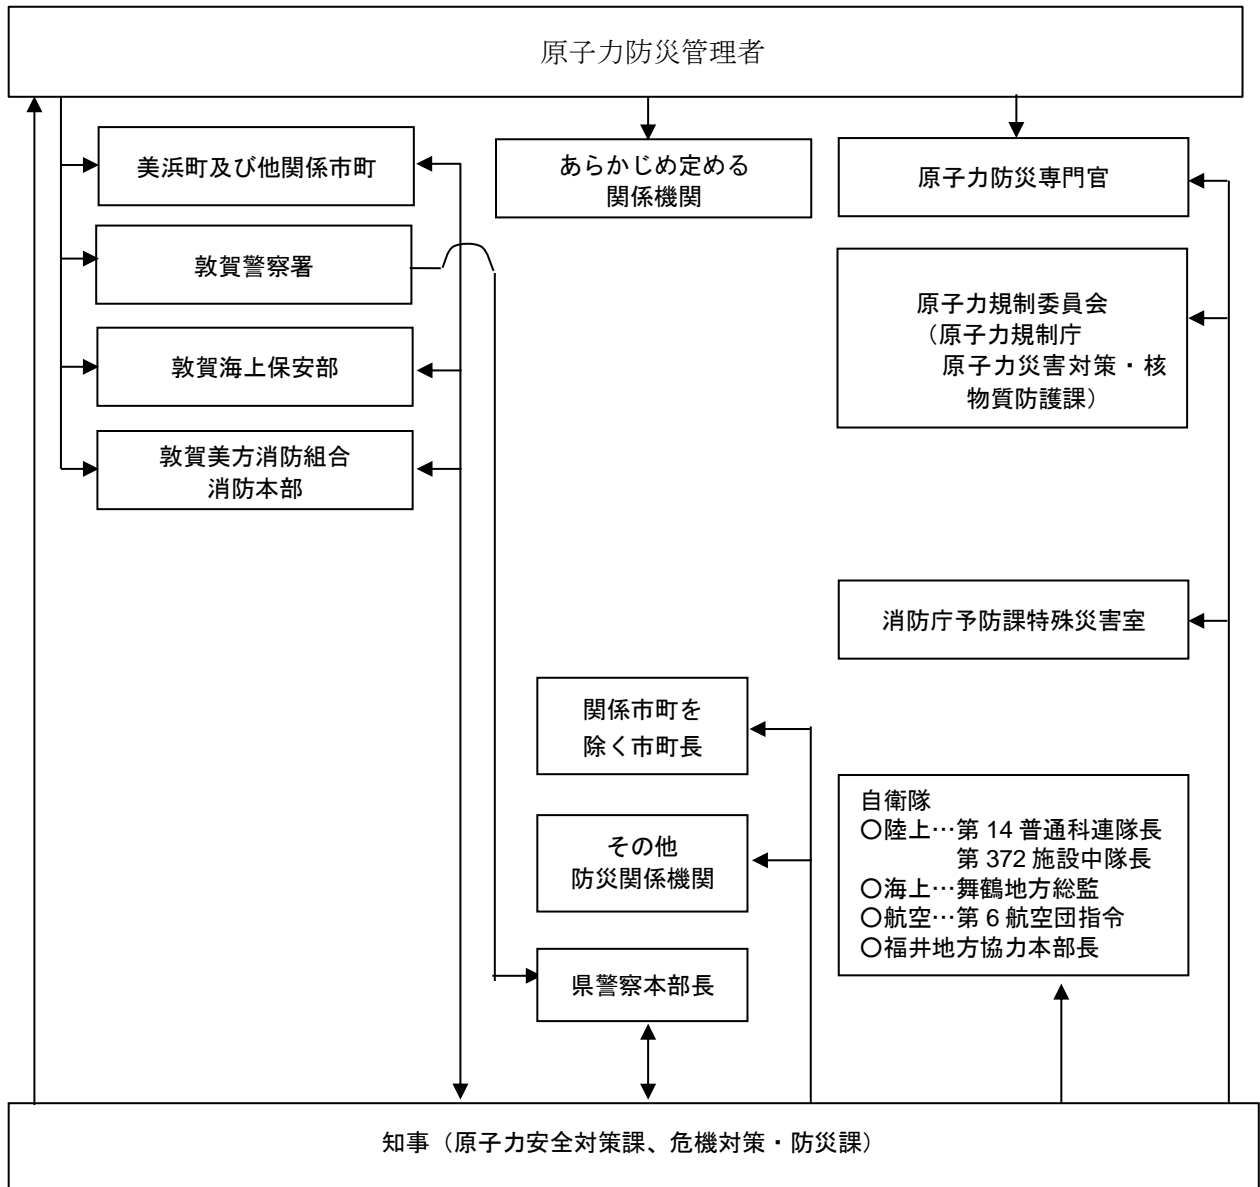 原子力防災管理者
美浜町及び他関係市町
あらかじめ定める
関係機関
原子力防災専門官
敦賀警察署
原子力規制委員会
（原子力規制庁
原子力災害対策・核
物質防護課）
敦賀海上保安部
敦賀美方消防組合
消防本部
消防庁予防課特殊災害室
関係市町を
除く市町長
自衛隊
〇陸上…第 14 普通科連隊長
第 372 施設中隊長
〇海上…舞鶴地方総監
〇航空…第 6 航空団指令
〇福井地方協力本部長
その他
防災関係機関
県警察本部長
知事（原子力安全対策課、危機対策・防災課）